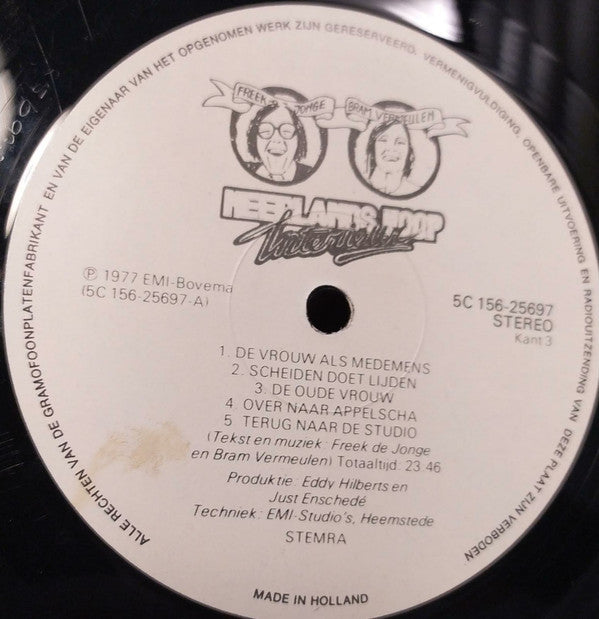 ALLE RECHTEN VAN DE GRAMOFOONPLATENFABRIKANT EN VAN DE EIGENAAR VAN HET OPGENOMEN WERK ZIJN GERESERVEERD. VERMENIGVULDIGING, OPENBARE UITVOERING EN RADIOUITZENDING VAN DEZE PLAAT ZIJN VERBODEN.
FREEK DE JONGE BRAM VERMEULEN
NEERLANDS HOOP
Interieur
℗ 1977 EMI-Bovema
(5C 156-25697-A)
5C 156-25697
STEREO
Kant 3
1. DE VROUW ALS MEDEMENS
2. SCHEIDEN DOET LIJDEN
3. DE OUDE VROUW
4 OVER NAAR APPELSCHA
5 TERUG NAAR DE STUDIO
(Tekst en muziek: Freek de Jonge
en Bram Vermeulen) Totaaltijd: 23.46
Produktie: Eddy Hilberts en
Just Enschedé
Techniek: EMI-Studio's, Heemstede
STEMRA
MADE IN HOLLAND